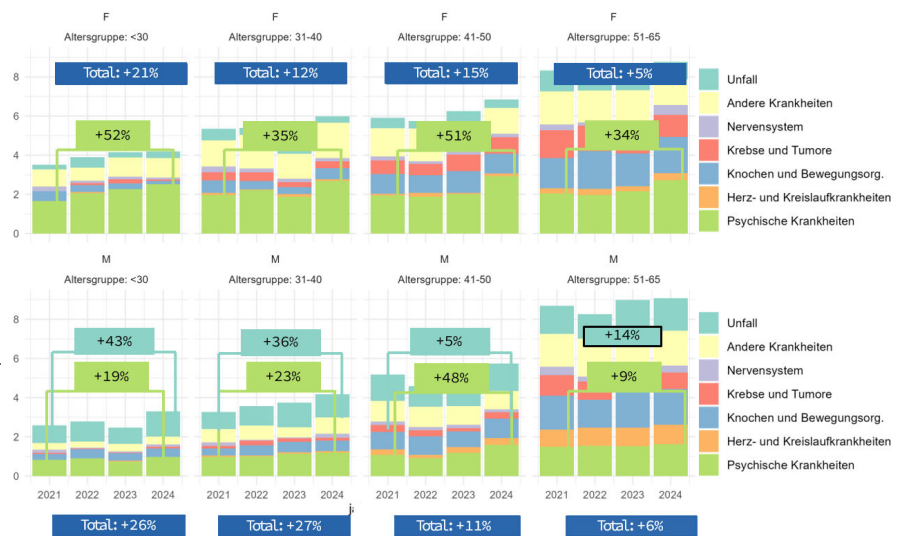 F F F F
Altersgruppe: <30 Altersgruppe: 31-40 Altersgruppe: 41-50 Altersgruppe: 51-65
Total: +21% Total: +12% Total: +15% Total: +5%
+52% +35% +51% +34%
8
6
4
2
0
Unfall
Andere Krankheiten
Nervensystem
Krebse und Tumore
Knochen und Bewegungsorg.
Herz- und Kreislaufkrankheiten
Psychische Krankheiten
M M M M
Altersgruppe: <30 Altersgruppe: 31-40 Altersgruppe: 41-50 Altersgruppe: 51-65
+43% +36% +5% +14%
+19% +23% +48% +9%
8
6
4
2
0
Unfall
Andere Krankheiten
Nervensystem
Krebse und Tumore
Knochen und Bewegungsorg.
Herz- und Kreislaufkrankheiten
Psychische Krankheiten
2021 2022 2023 2024 2021 2022 2023 2024 2021 2022 2023 2024 2021 2022 2023 2024
Total: +26% Total: +27% Total: +11% Total: +6%